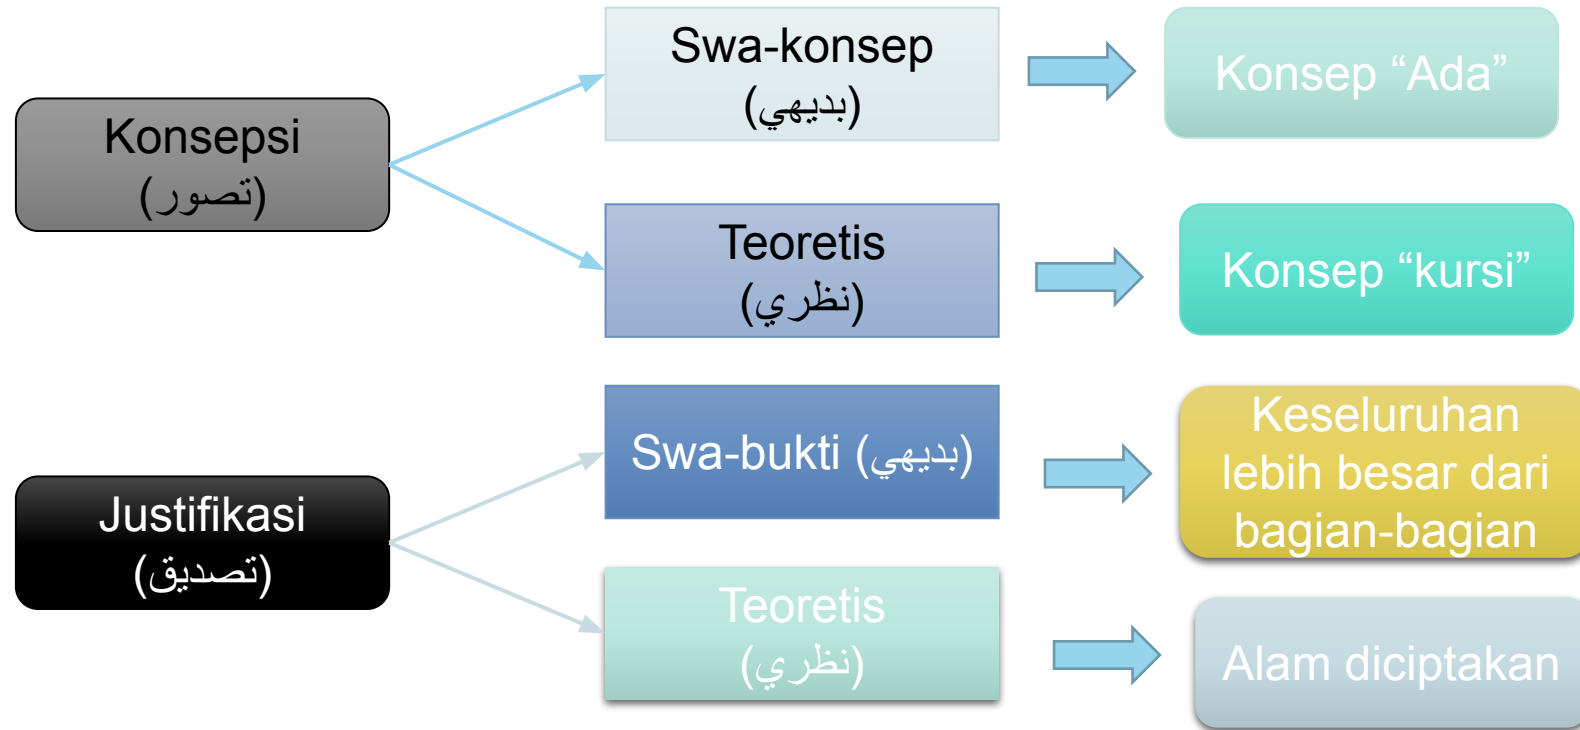 Konsepsi
(تصور)
Swa-konsep
(بديهي)
Konsep “Ada”
Teoretis
(نظري)
Konsep “kursi”
Justifikasi
(تصديق)
Swa-bukti (بديهي)
Keseluruhan
lebih besar dari
bagian-bagian
Teoretis
(نظري)
Alam diciptakan